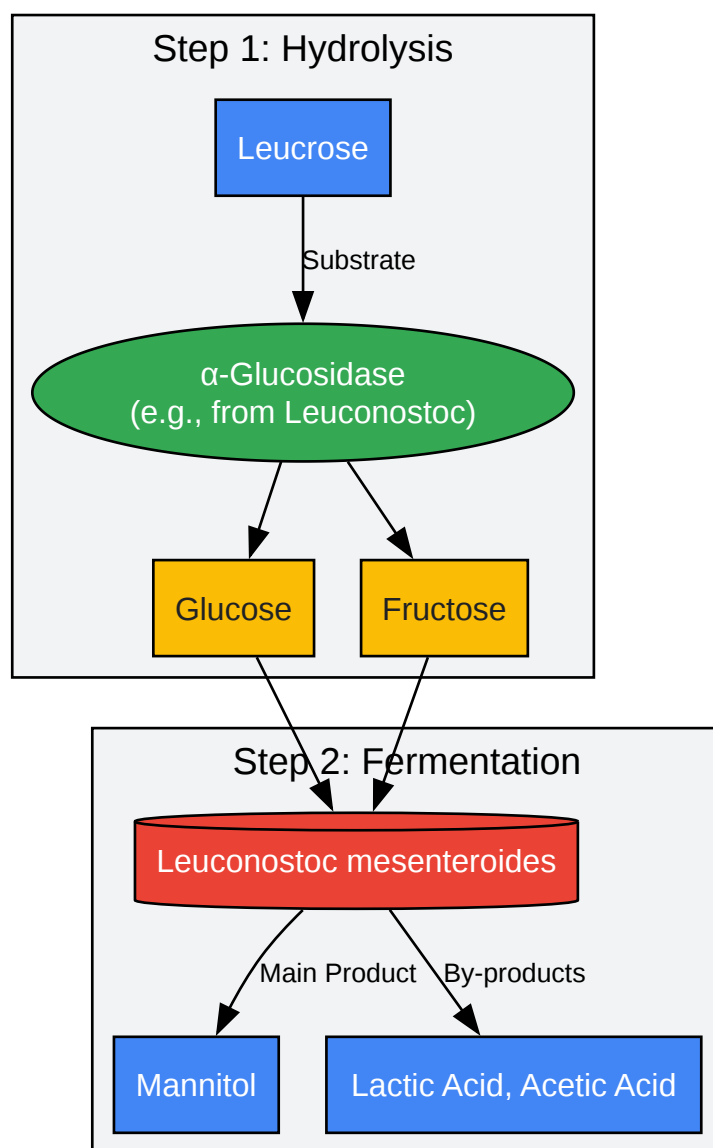 Step 1: Hydrolysis
Leucrose
Substrate
α-Glucosidase
(e.g., from Leuconostoc)
Glucose
Fructose
Step 2: Fermentation
Leuconostoc mesenteroides
Main Product
By-products
Mannitol
Lactic Acid, Acetic Acid